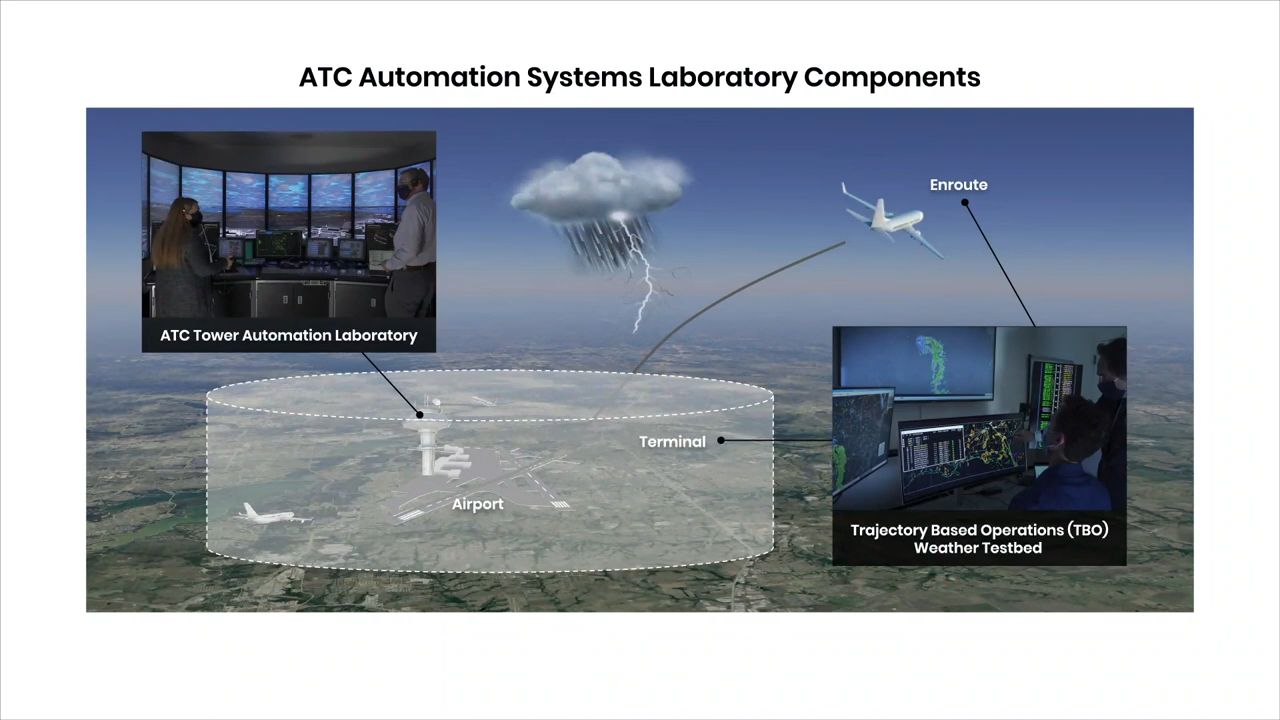 ATC Automation Systems Laboratory Components
Enroute
ATC Tower Automation Laboratory
Terminal
Airport
Trajectory Based Operations (TBO)
Weather Testbed